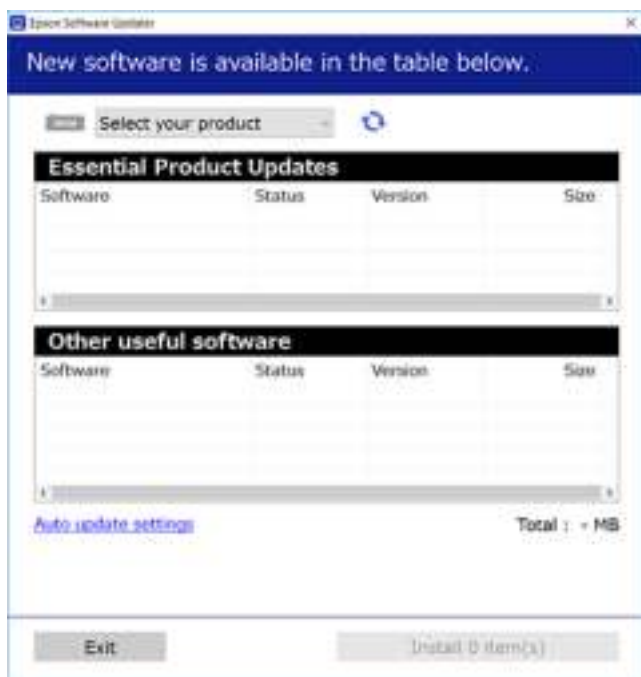 Epson Software Updater
New software is available in the table below.
Select your product
Essential Product Updates
Software Status Version Size
Other useful software
Software Status Version Size
Auto update settings Total : - MB
Exit Install 0 item(s)